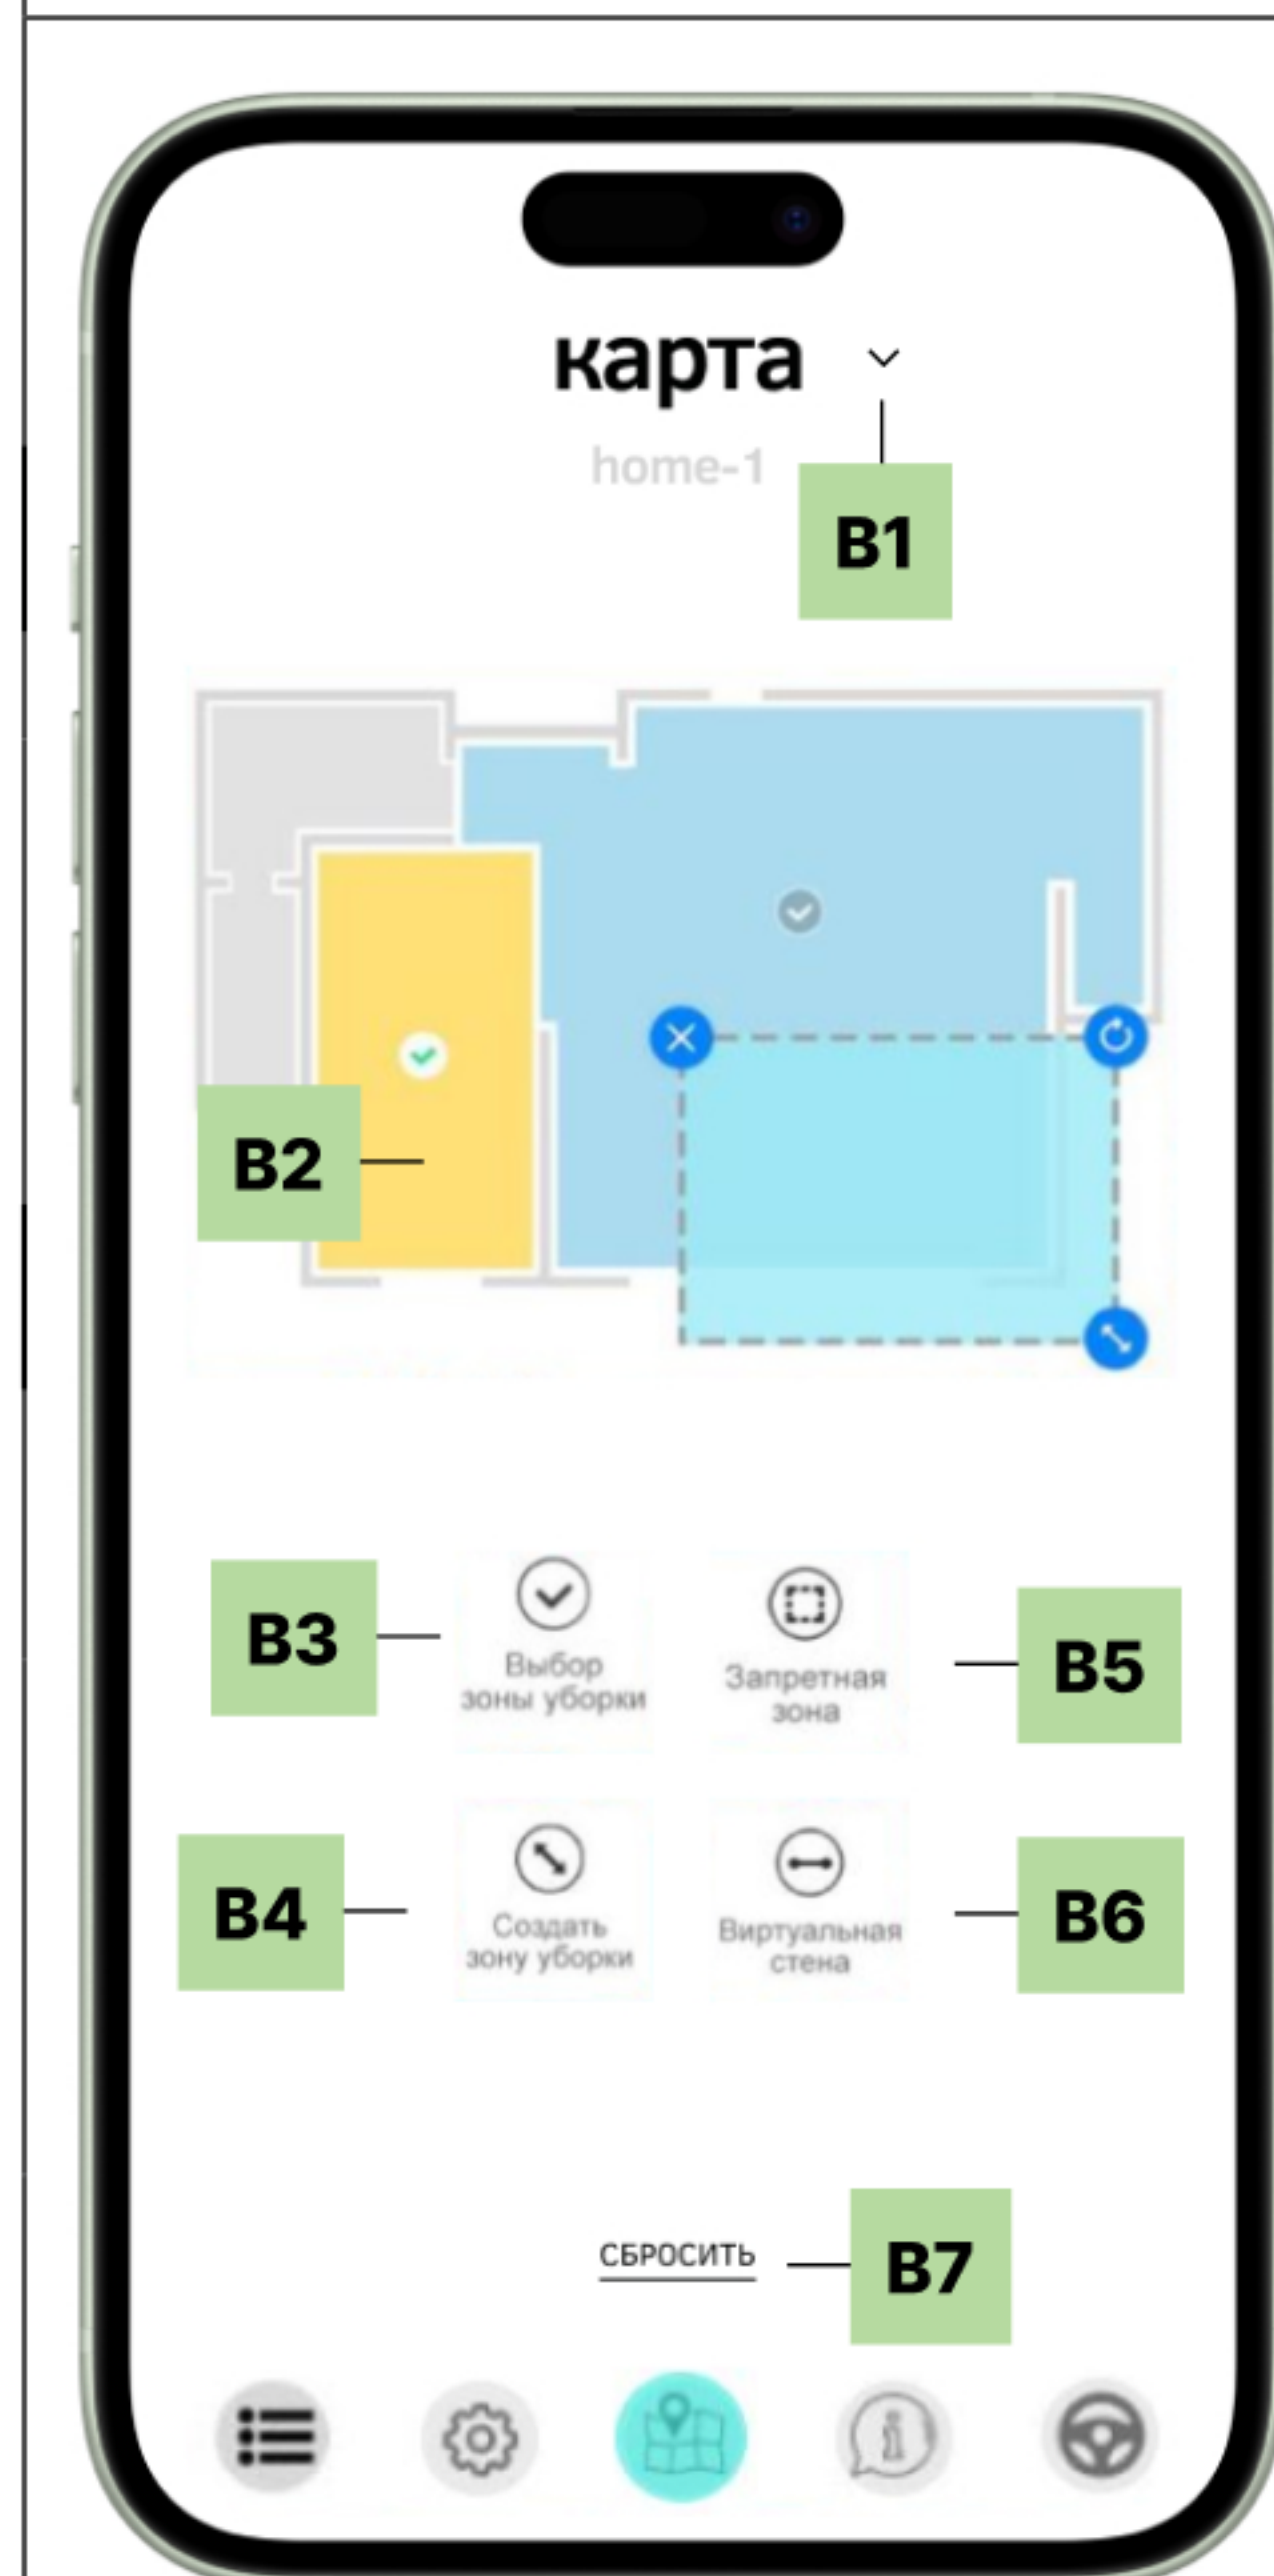 карта
home-1
B1
B2
B3
Выбор
зоны уборки
Запретная
зона
B5
B4
Создать
зону уборки
Виртуальная
стена
B6
СБРОСИТЬ
B7